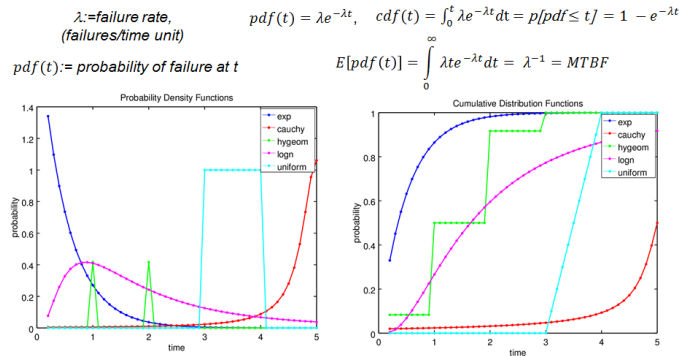 λ:=failure rate,
(failures/time unit)
pdf(t) = λe^{-λt},
cdf(t) = ∫₀ᵗ λe^{-λt}dt = p[pdf≤ t] = 1 − e^{-λt}
pdf(t):= probability of failure at t
E[pdf(t)] = ∫₀^∞ λte^{-λt}dt = λ^{-1} = MTBF
Probability Density Functions
1.4
1.2
1
0.8
0.6
0.4
0.2
0
probability
0 1 2 3 4 5
time
exp
cauchy
hygeom
logn
uniform
Cumulative Distribution Functions
1
0.8
0.6
0.4
0.2
0
probability
0 1 2 3 4 5
time
exp
cauchy
hygeom
logn
uniform